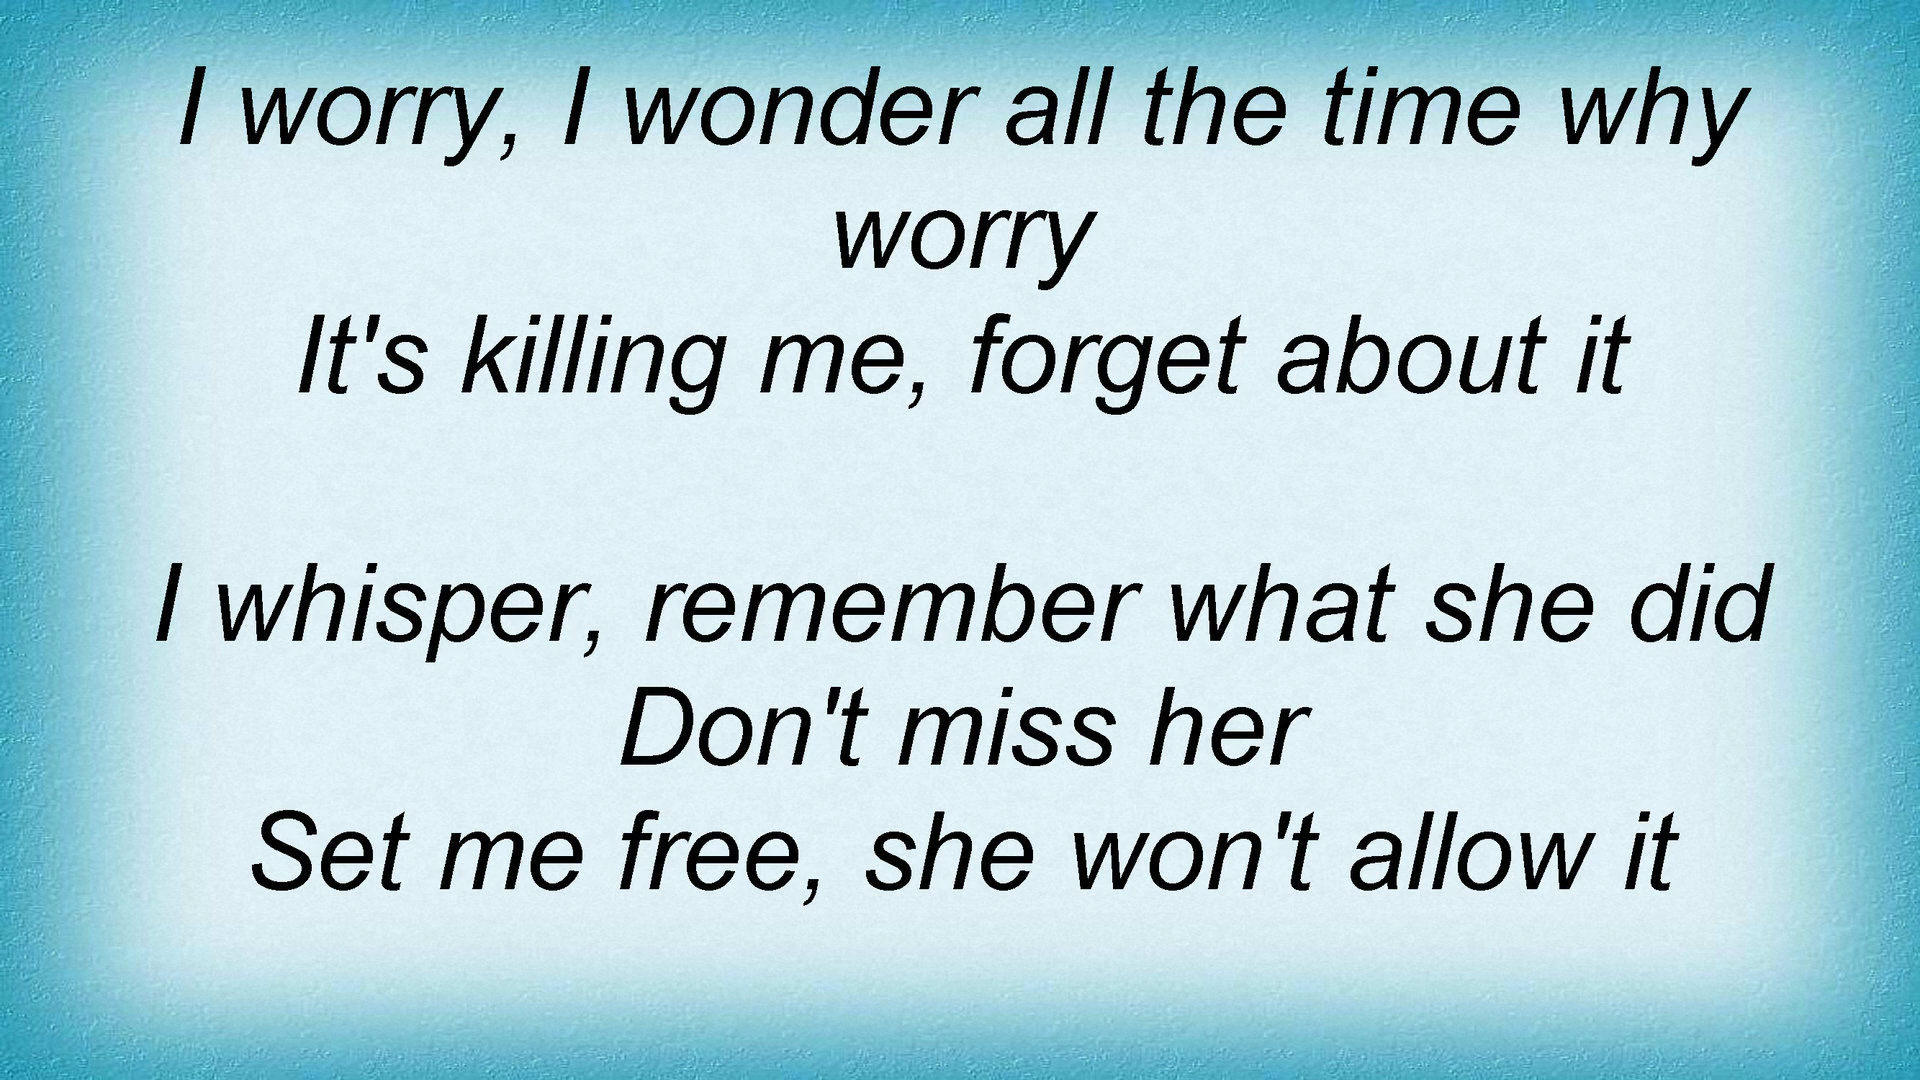 I worry, I wonder all the time why
worry
It's killing me, forget about it
I whisper, remember what she did
Don't miss her
Set me free, she won't allow it